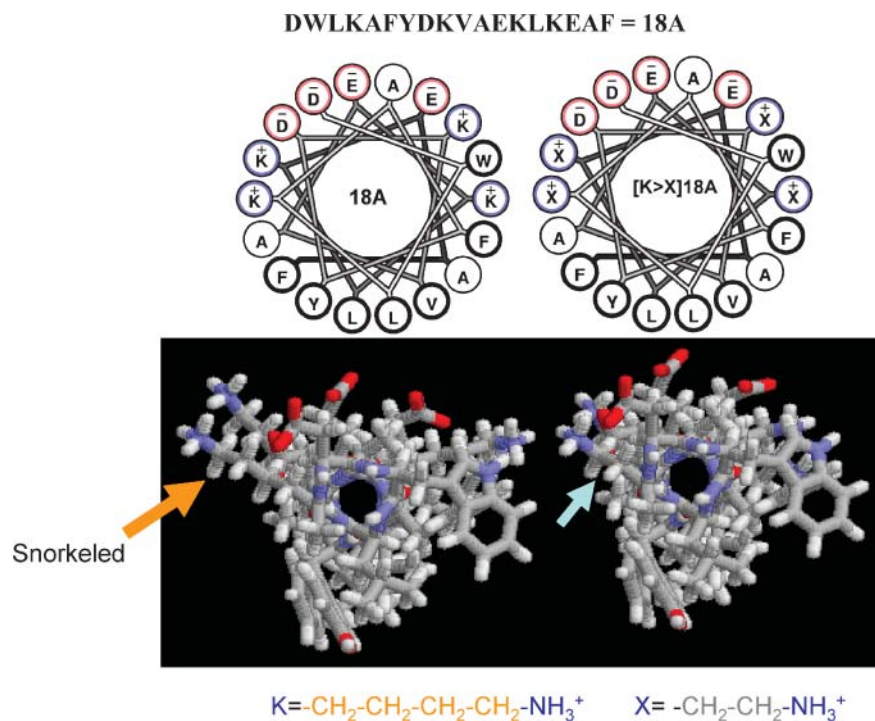 DWLKAFYDKVAEKLKEAF = 18A
D̄ D̄ Ē A Ē K⁺ W K⁺ F A V L L Y F A K⁺ K⁺
18A
D̄ D̄ Ē A Ē X⁺ W X⁺ F A V L L Y F A X⁺ X⁺
[K>X]18A
Snorkeled
K=-CH₂-CH₂-CH₂-CH₂-NH₃⁺
X= -CH₂-CH₂-NH₃⁺